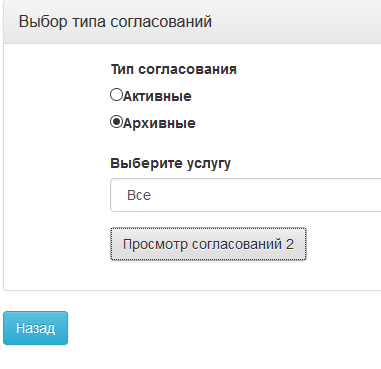 Выбор типа согласований
Тип согласования
Активные
Архивные
Выберите услугу
Все
Просмотр согласований 2
Назад